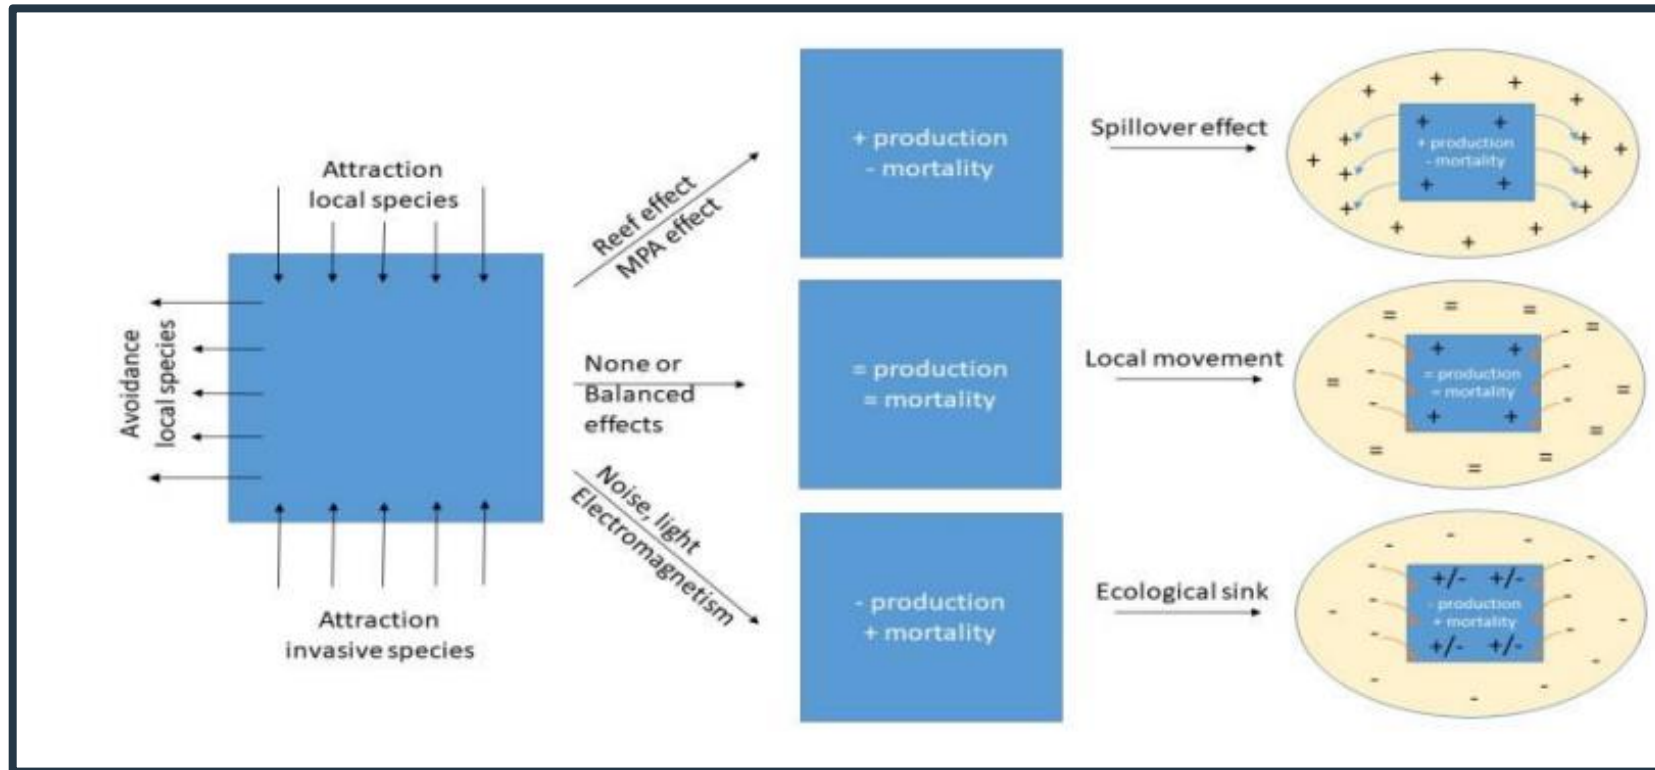 Attraction
local species
Avoidance
local species
Attraction
invasive species
Reef effect
MPA effect
None or
Balanced
effects
Noise, light
Electromagnetism
+ production
- mortality
= production
= mortality
- production
+ mortality
Spillover effect
Local movement
Ecological sink
+ + +
+ +
+ + + +
+ production
- mortality
+ + +
+ + + +
+ +
+ + +
= = =
=
- + + -
- = production -
= = mortality =
- + + -
= =
= = =
- - -
- +/- +/- -
- - production -
- + mortality -
- +/- +/- -
- -
- - -